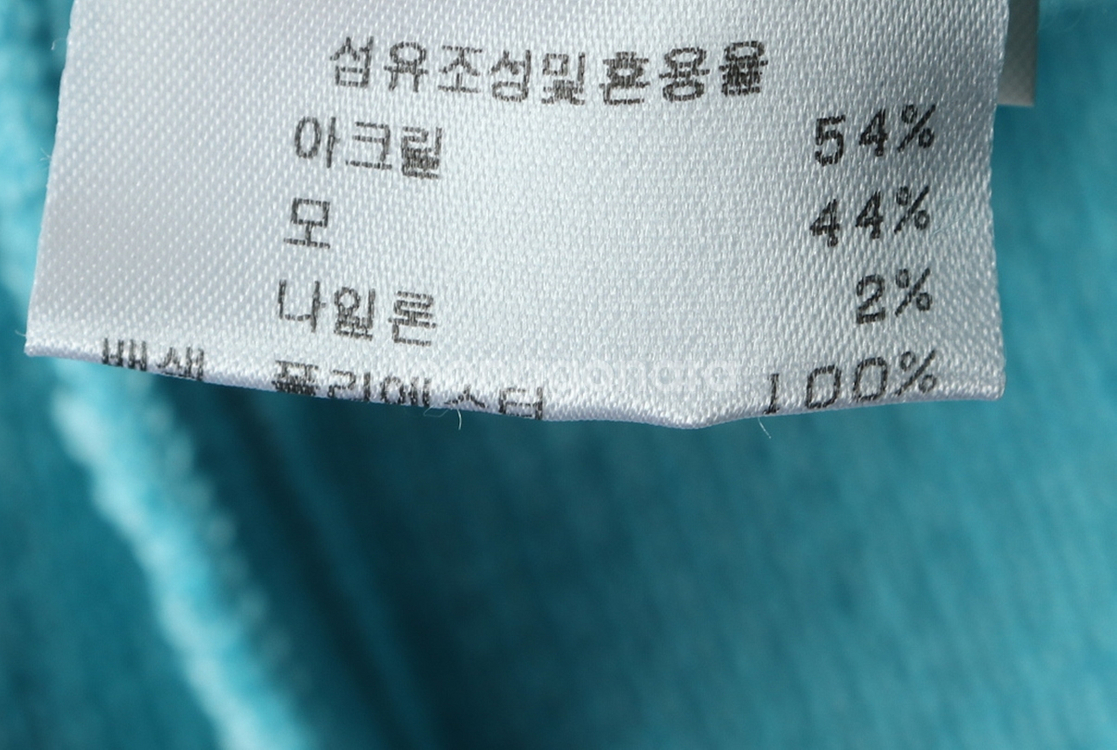 섬유조성및혼용율
아크릴 54%
모 44%
나일론 2%
배색 폴리에스터 100%